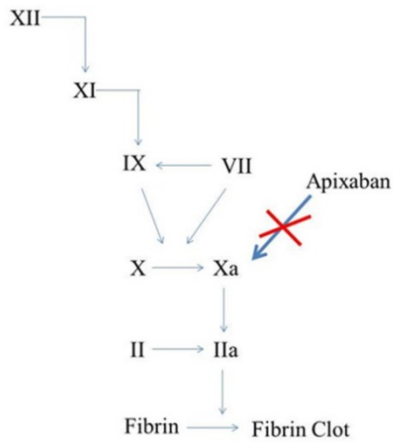 XII
XI
IX
VII
Apixaban
X
Xa
II
IIa
Fibrin
Fibrin Clot